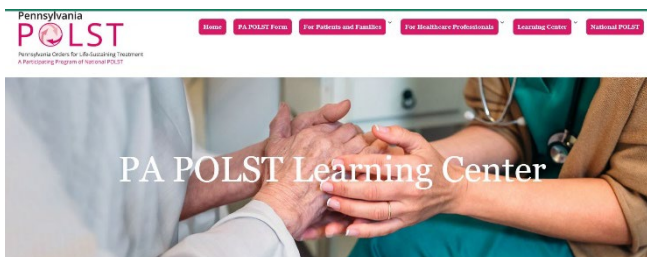 Pennsylvania
POLST
Pennsylvania Orders for Life-Sustaining Treatment
A Participating Program of National POLST
Home
PA POLST Form
For Patients and Families
For Healthcare Professionals
Learning Center
National POLST
PA POLST Learning Center